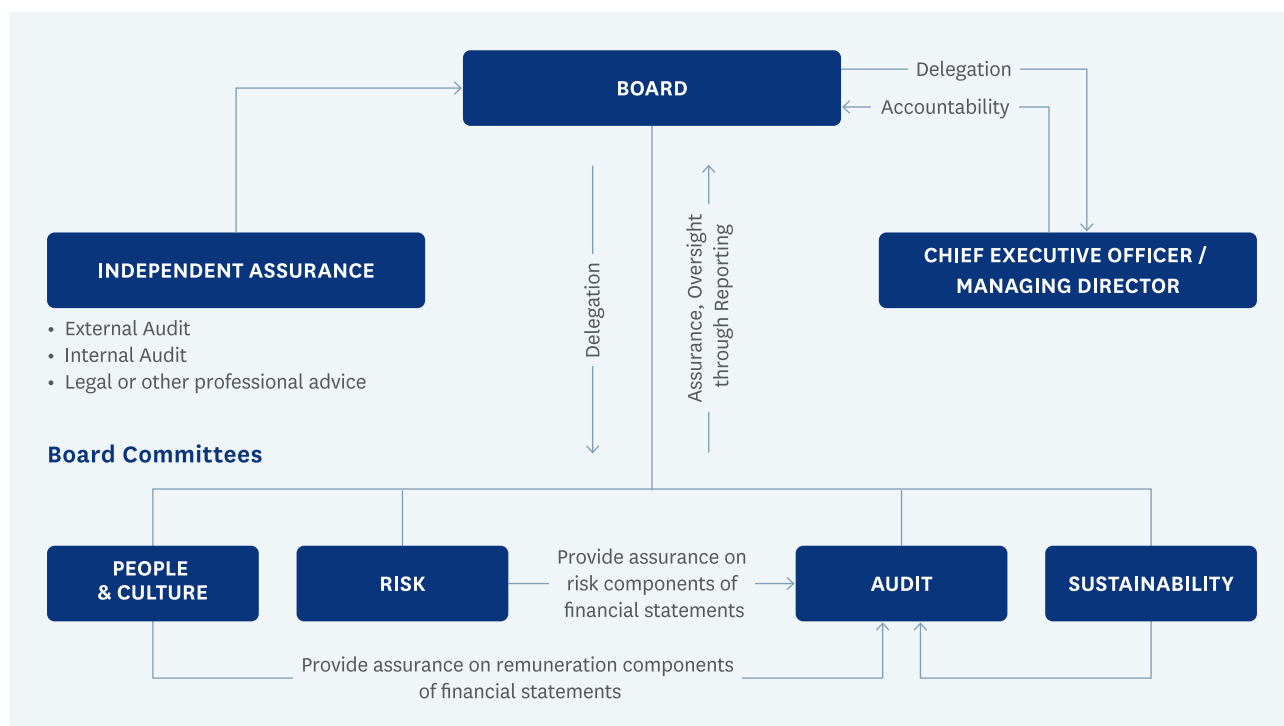 BOARD
Delegation
Accountability
INDEPENDENT ASSURANCE
• External Audit
• Internal Audit
• Legal or other professional advice
CHIEF EXECUTIVE OFFICER /
MANAGING DIRECTOR
Delegation
Assurance, Oversight
through Reporting
Board Committees
PEOPLE
& CULTURE
RISK
Provide assurance on
risk components of
financial statements
AUDIT
SUSTAINABILITY
Provide assurance on remuneration components
of financial statements